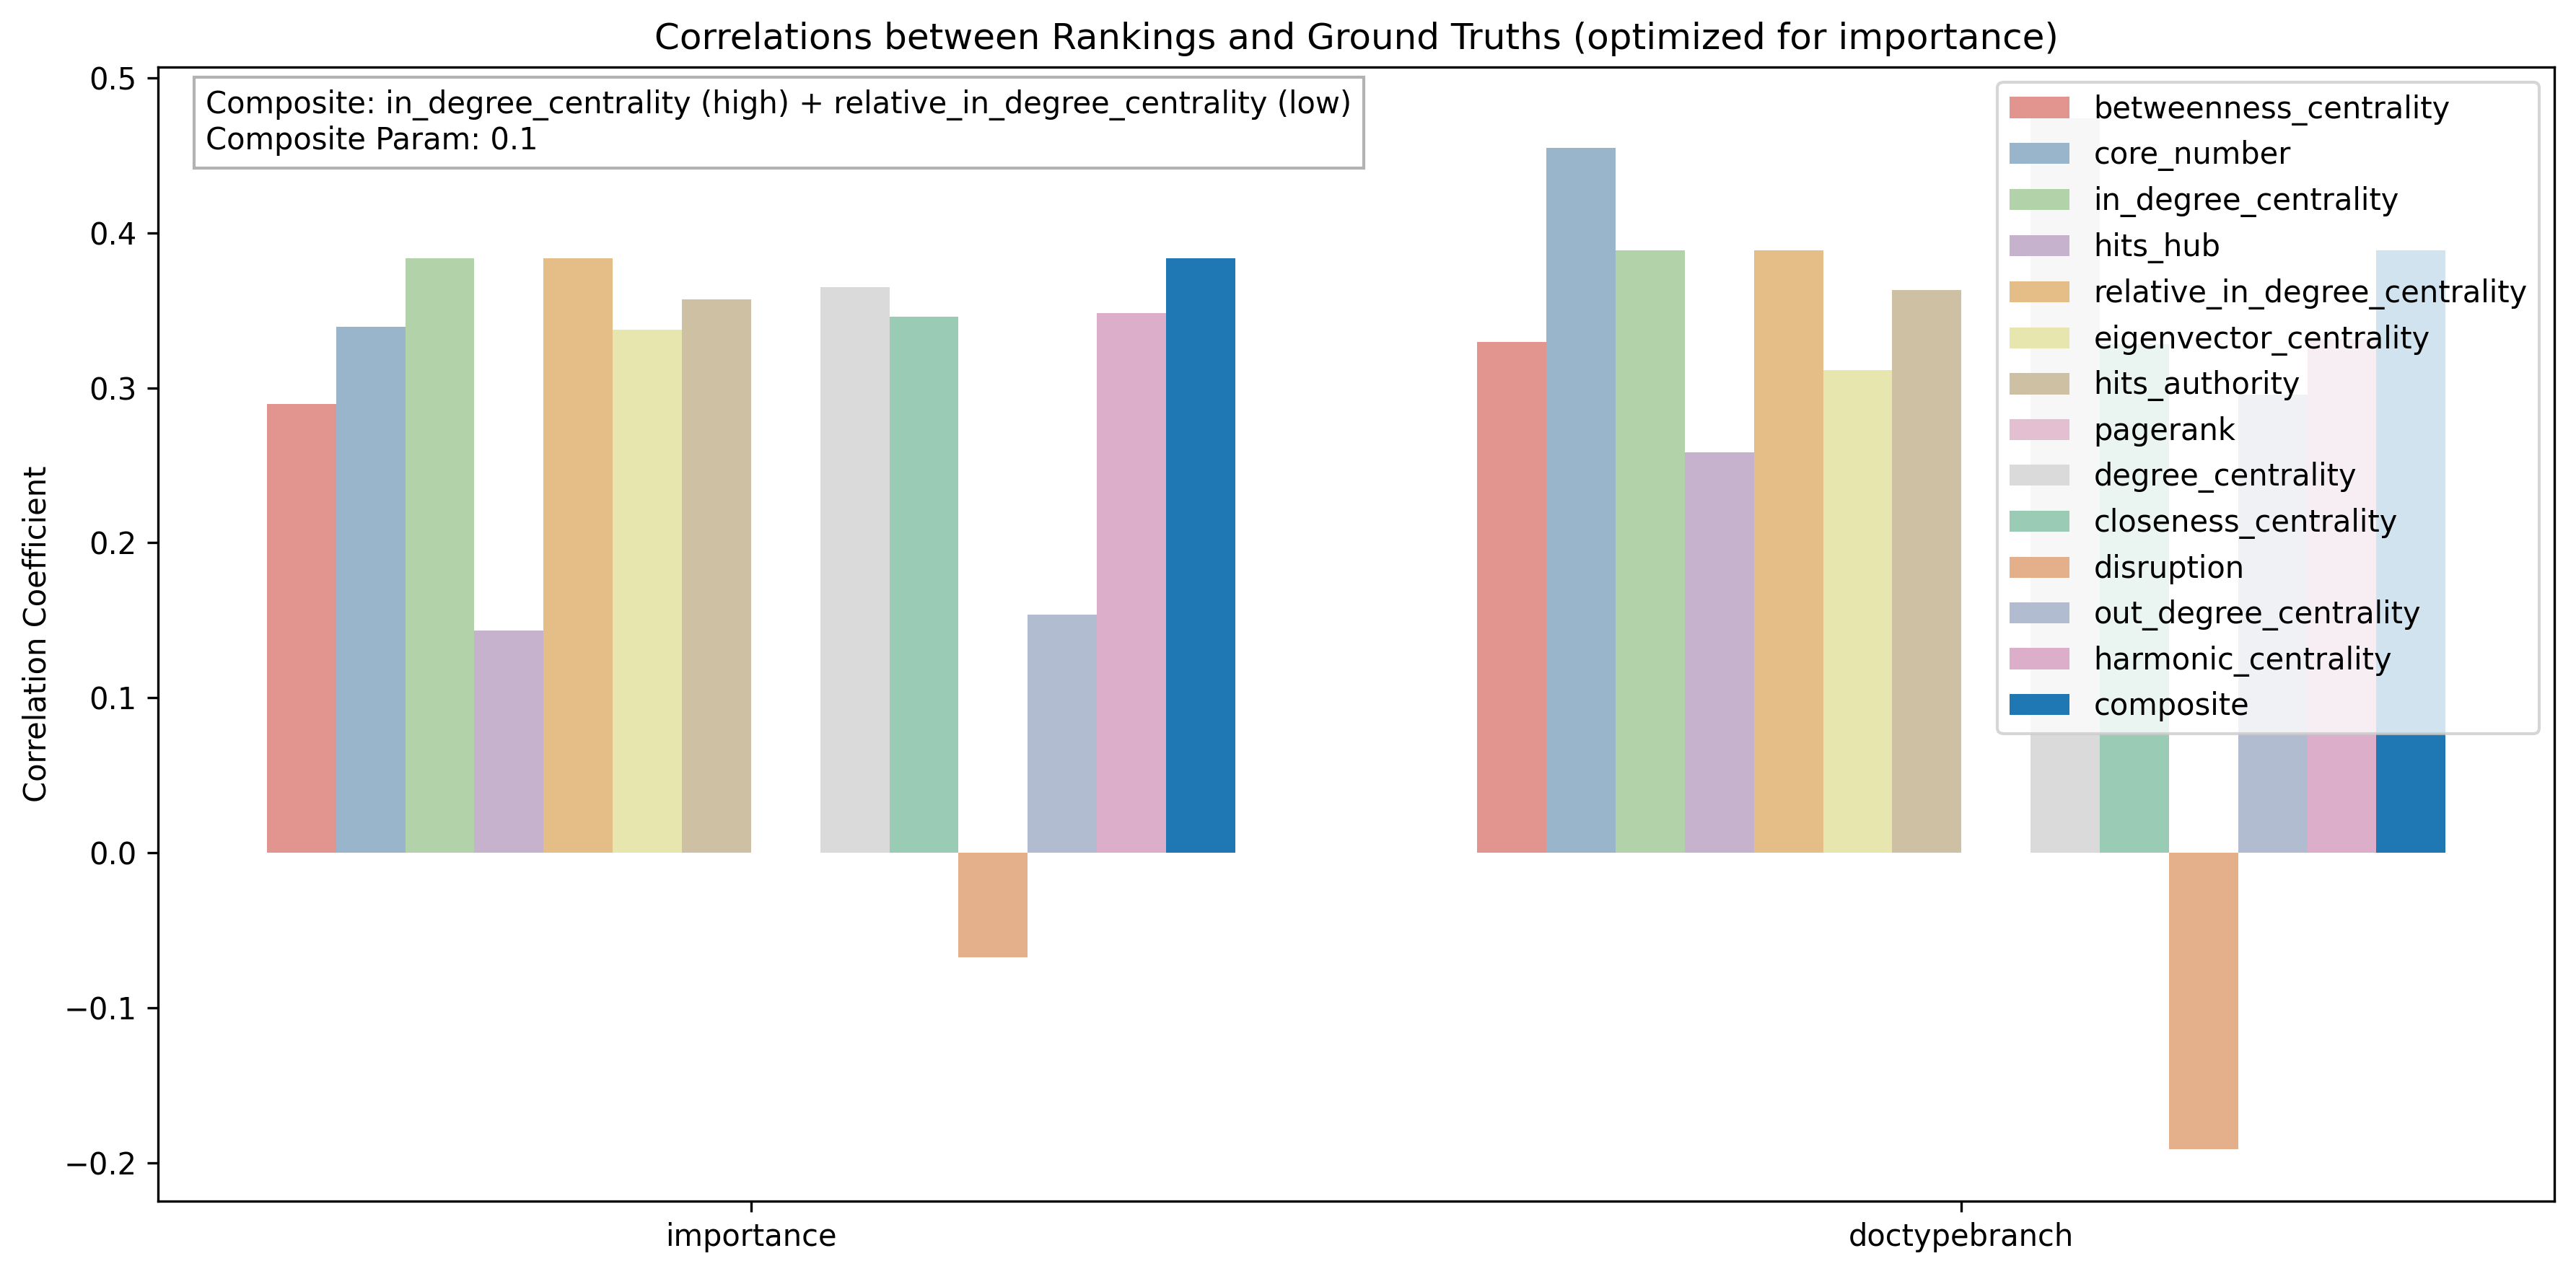 Correlations between Rankings and Ground Truths (optimized for importance)
Composite: in_degree_centrality (high) + relative_in_degree_centrality (low)
Composite Param: 0.1
betweenness_centrality
core_number
in_degree_centrality
hits_hub
relative_in_degree_centrality
eigenvector_centrality
hits_authority
pagerank
degree_centrality
closeness_centrality
disruption
out_degree_centrality
harmonic_centrality
composite
Correlation Coefficient
0.5
0.4
0.3
0.2
0.1
0.0
−0.1
−0.2
importance
doctypebranch